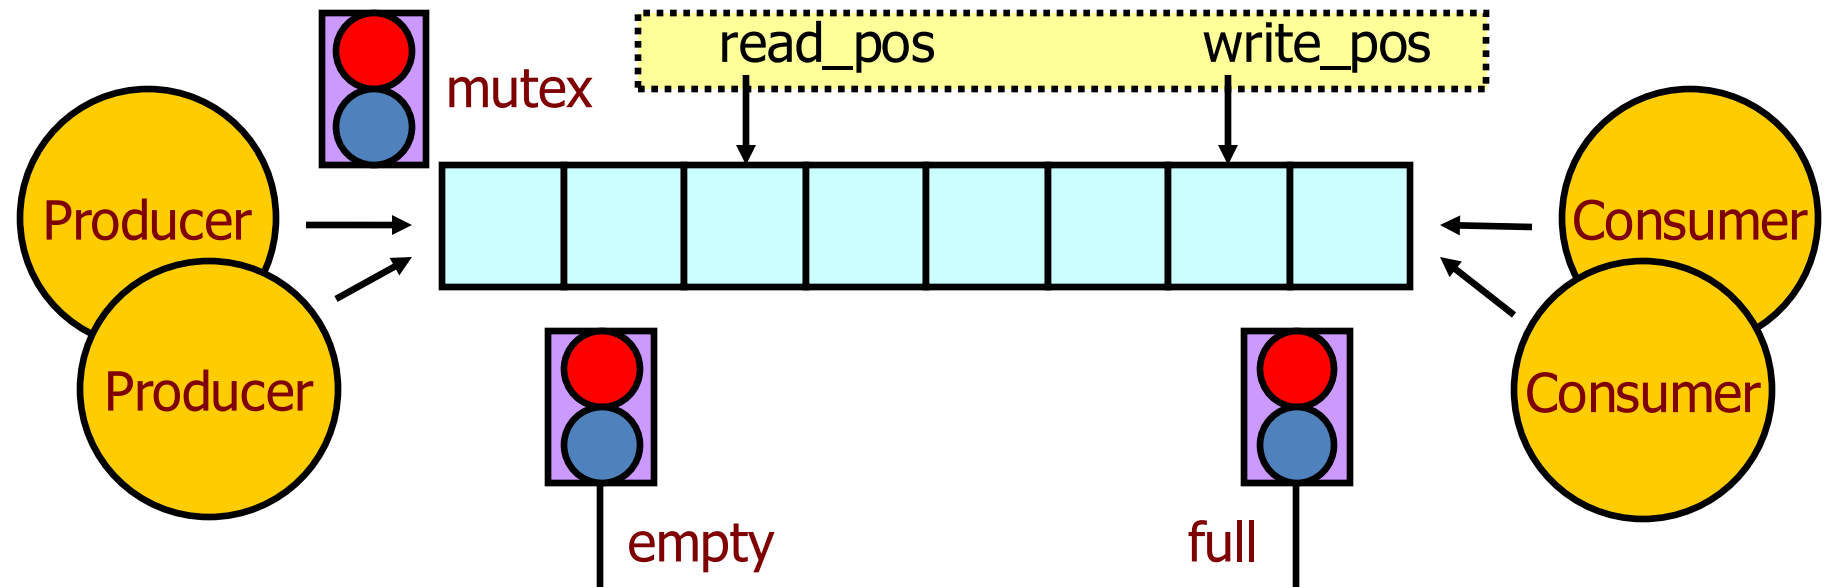 read_pos
write_pos
mutex
Producer
Consumer
Producer
Consumer
empty
full